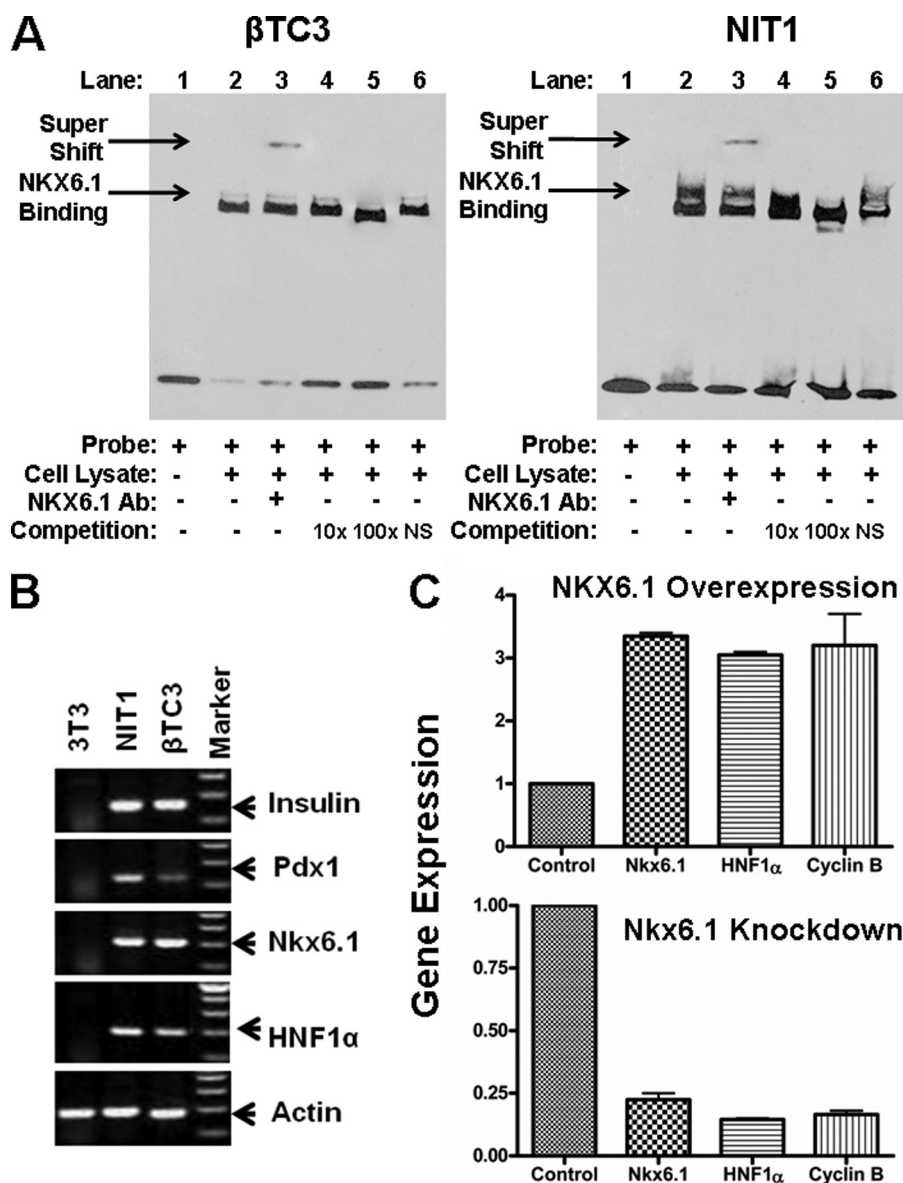 A
βTC3
Lane: 1 2 3 4 5 6
Super
Shift
NKX6.1
Binding
Probe: + + + + + +
Cell Lysate: - + + + + +
NKX6.1 Ab: - - +
Competition: - - - 10x 100x NS
NIT1
Lane: 1 2 3 4 5 6
Super
Shift
NKX6.1
Binding
Probe: + + + + + +
Cell Lysate: - + + + + +
NKX6.1 Ab: - - +
Competition: - - - 10x 100x NS
B
3T3 NIT1 βTC3 Marker
Insulin
Pdx1
Nkx6.1
HNF1α
Actin
C
Gene Expression
NKX6.1 Overexpression
4
3
2
1
0
Control Nkx6.1 HNF1α Cyclin B
Nkx6.1 Knockdown
1.00
0.75
0.50
0.25
0.00
Control Nkx6.1 HNF1α Cyclin B